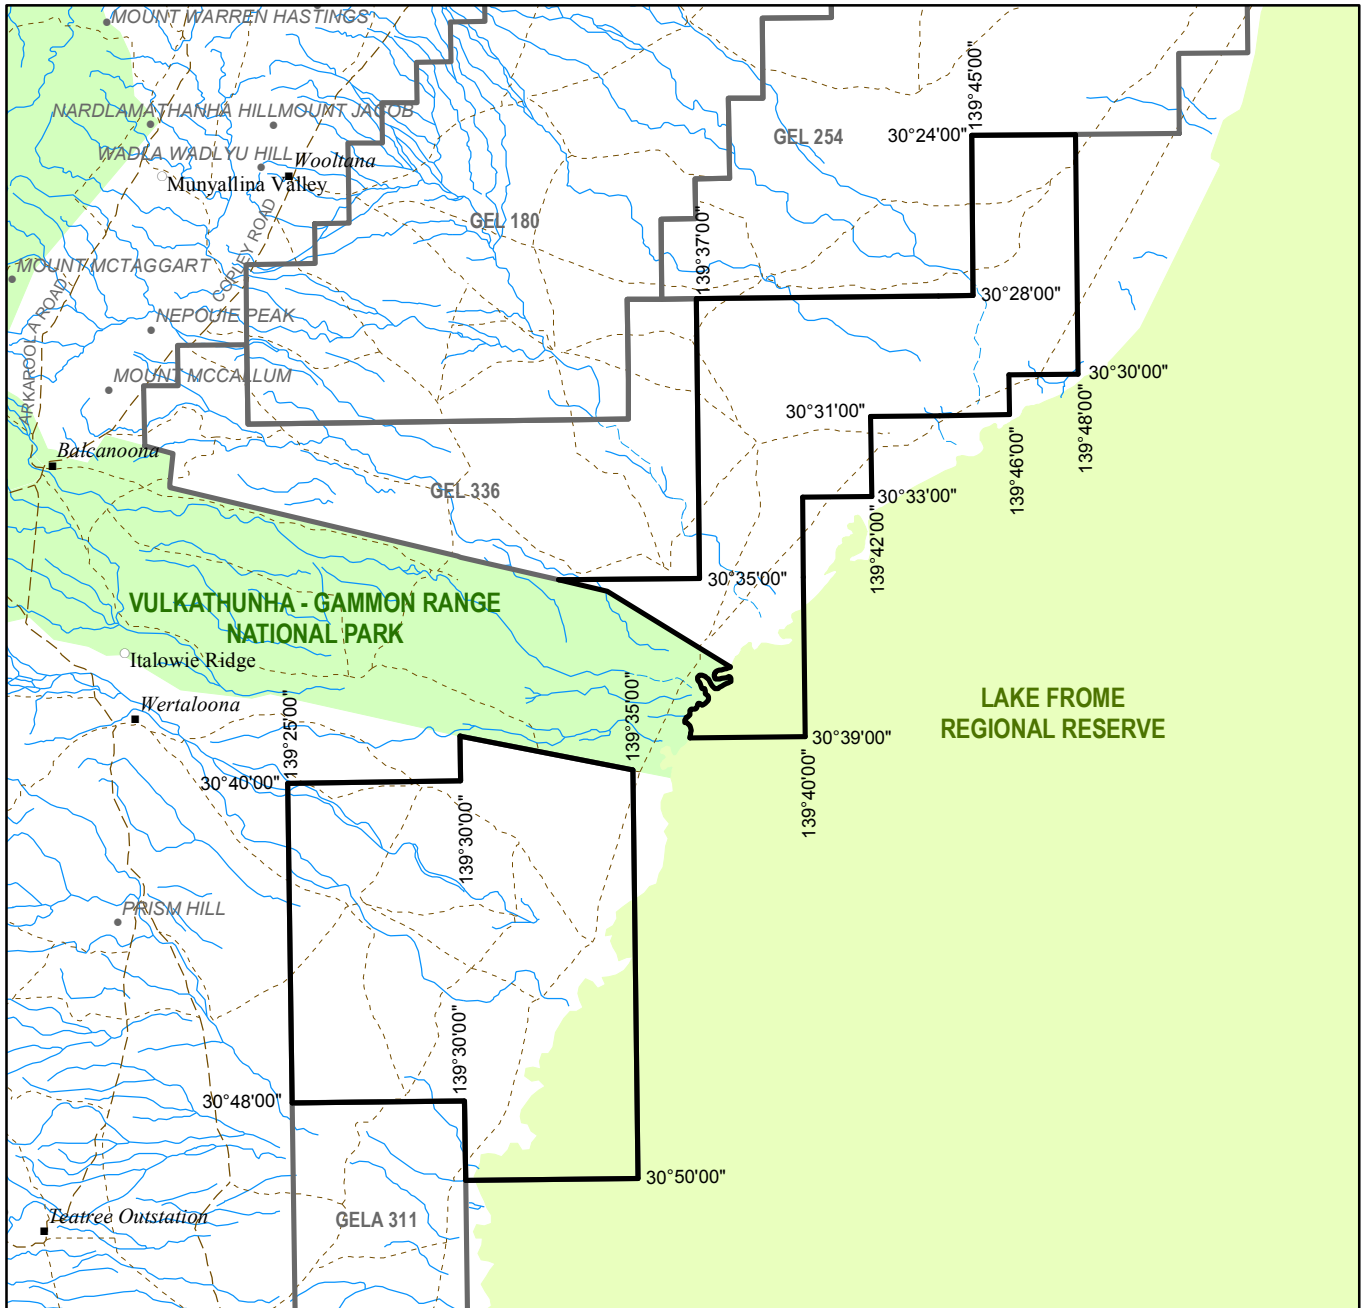 MOUNT WARREN HASTINGS
139°45'00"
NARDLAMATHANHA HILL
MOUNT JACOB
GEL 254
30°24'00"
WADLA WADLYU HILL
Wooltana
Munyallina Valley
GEL 180
COPLEY ROAD
139°37'00"
MOUNT MCTAGGART
ARKAROOLA ROAD
30°28'00"
NEPOUIE PEAK
MOUNT MCCALLUM
30°30'00"
139°48'00"
30°31'00"
139°46'00"
Balcanoona
GEL 336
30°33'00"
139°42'00"
30°35'00"
VULKATHUNHA - GAMMON RANGE
NATIONAL PARK
Italowie Ridge
139°25'00"
139°35'00"
LAKE FROME
REGIONAL RESERVE
Wertaloona
30°39'00"
139°40'00"
30°40'00"
139°30'00"
PRISM HILL
139°30'00"
30°48'00"
30°50'00"
Teatree Outstation
GELA 311